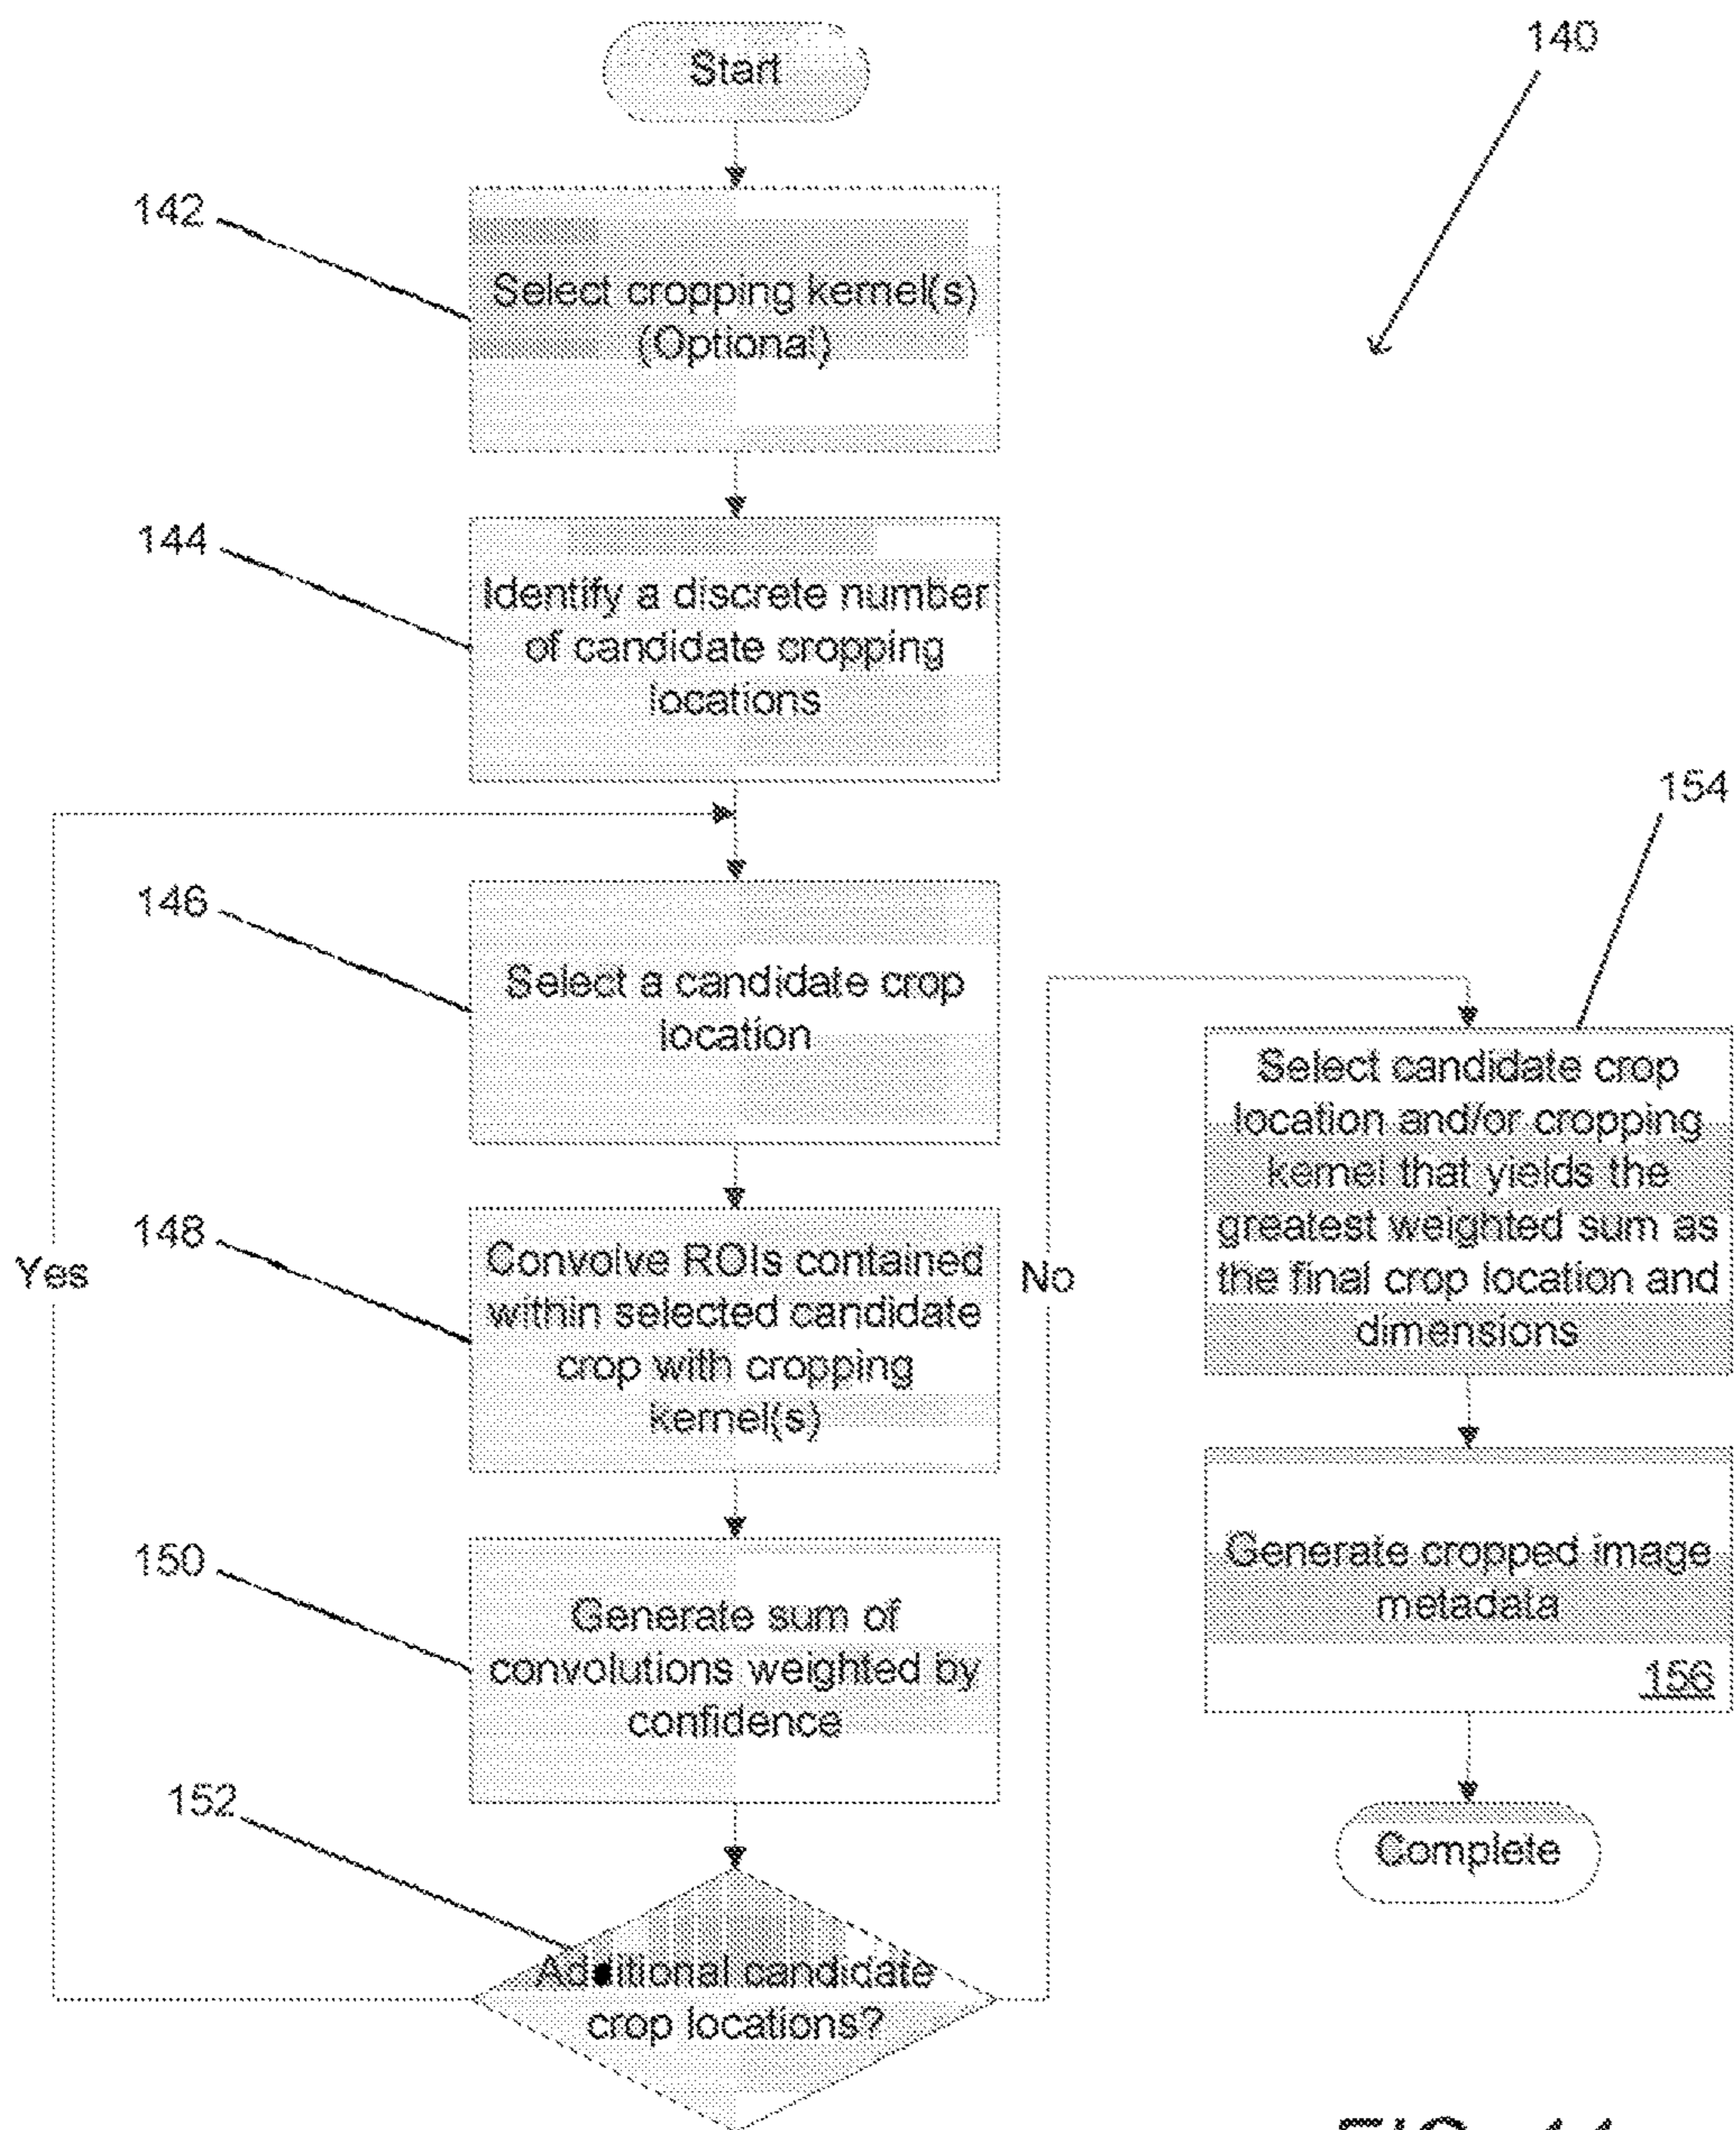 Start
140
142
Select cropping kernel(s)
(Optional)
144
Identify a discrete number
of candidate cropping
locations
146
Select a candidate crop
location
148
Convolve ROIs contained
within selected candidate
crop with cropping
kernel(s)
150
Generate sum of
convolutions weighted by
confidence
152
Additional candidate
crop locations?
Yes
No
154
Select candidate crop
location and/or cropping
kernel that yields the
greatest weighted sum as
the final crop location and
dimensions
Generate cropped image
metadata
156
Complete